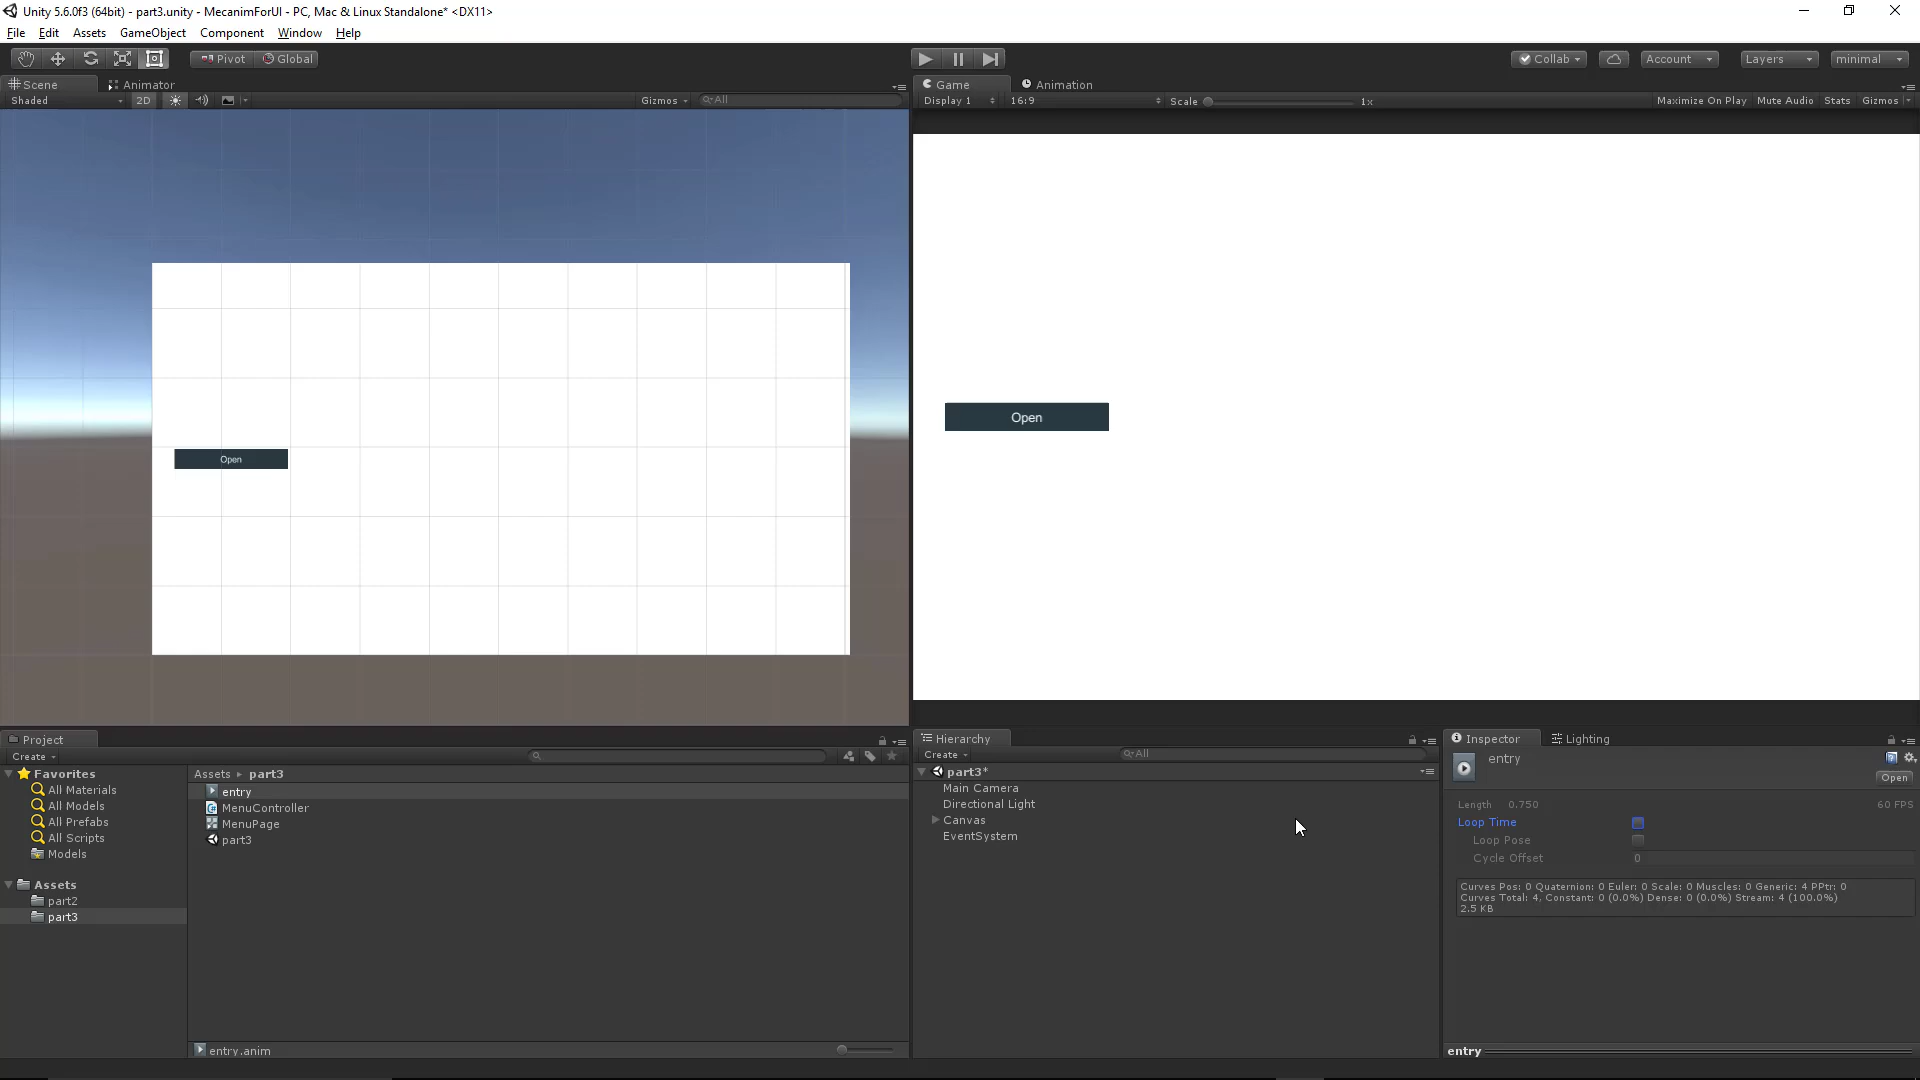 Unity 5.6.0f3 (64bit) - part3.unity - MecanimForUI - PC, Mac & Linux Standalone* <DX11>
File Edit Assets GameObject Component Window Help
Pivot Global Collab Account Layers minimal
Scene Animator Game Animation
Shaded 2D Gizmos All Display 1 16:9 Scale 1x Maximize On Play Mute Audio Stats Gizmos
Open
Open
Project Hierarchy Inspector Lighting
Create Create All
Favorites
All Materials
All Models
All Prefabs
All Scripts
Models
Assets
part2
part3
Assets part3
entry
MenuController
MenuPage
part3
entry.anim
part3*
Main Camera
Directional Light
Canvas
EventSystem
entry
Open
Length 0.750 60 FPS
Loop Time
Loop Pose
Cycle Offset 0
Curves Pos: 0 Quaternion: 0 Euler: 0 Scale: 0 Muscles: 0 Generic: 4 PPtr: 0
Curves Total: 4, Constant: 0 (0.0%) Dense: 0 (0.0%) Stream: 4 (100.0%)
2.5 KB
entry